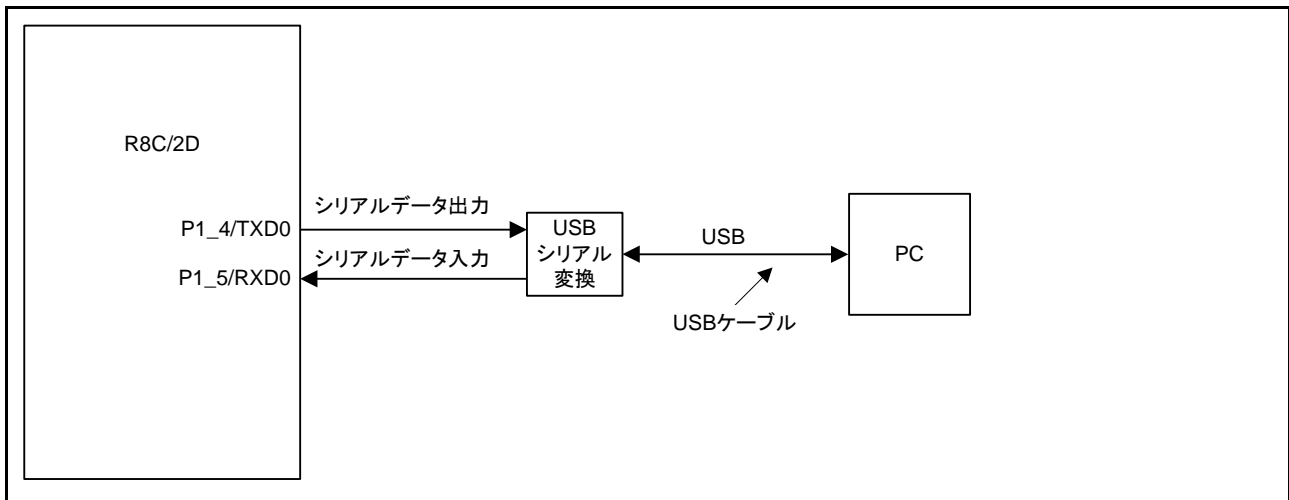 R8C/2D
シリアルデータ出力
P1_4/TXD0
シリアルデータ入力
P1_5/RXD0
USB
シリアル
変換
USB
USBケーブル
PC